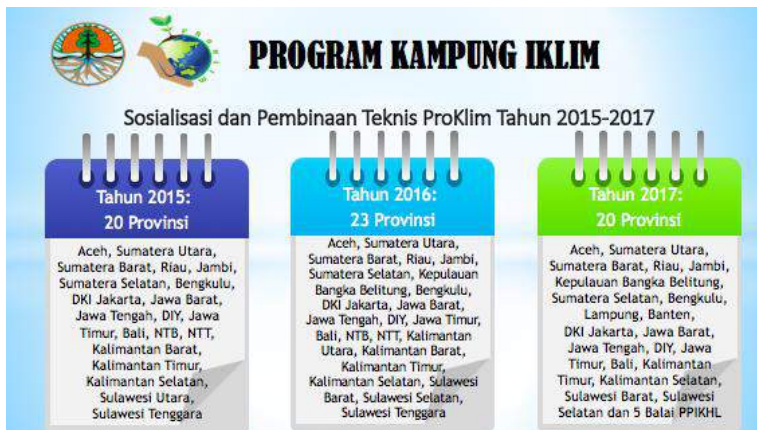 PROGRAM KAMPUNG IKLIM
Sosialisasi dan Pembinaan Teknis ProKlim Tahun 2015-2017
Tahun 2015:
20 Provinsi
Aceh, Sumatera Utara,
Sumatera Barat, Riau, Jambi,
Sumatera Selatan, Bengkulu,
DKI Jakarta, Jawa Barat,
Jawa Tengah, DIY, Jawa
Timur, Bali, NTB, NTT,
Kalimantan Barat,
Kalimantan Timur,
Kalimantan Selatan,
Sulawesi Utara,
Sulawesi Tenggara
Tahun 2016:
23 Provinsi
Aceh, Sumatera Utara,
Sumatera Barat, Riau, Jambi,
Sumatera Selatan, Kepulauan
Bangka Belitung, Bengkulu,
DKI Jakarta, Jawa Barat,
Jawa Tengah, DIY, Jawa Timur,
Bali, NTB, NTT, Kalimantan
Utara, Kalimantan Barat,
Kalimantan Timur,
Kalimantan Selatan, Sulawesi
Barat, Sulawesi Selatan,
Sulawesi Tenggara
Tahun 2017:
20 Provinsi
Aceh, Sumatera Utara,
Sumatera Barat, Riau, Jambi,
Kepulauan Bangka Belitung,
Sumatera Selatan, Bengkulu,
Lampung, Banten,
DKI Jakarta, Jawa Barat,
Jawa Tengah, DIY, Jawa
Timur, Bali, Kalimantan
Timur, Kalimantan Selatan,
Sulawesi Barat, Sulawesi
Selatan dan 5 Balai PPIKHL